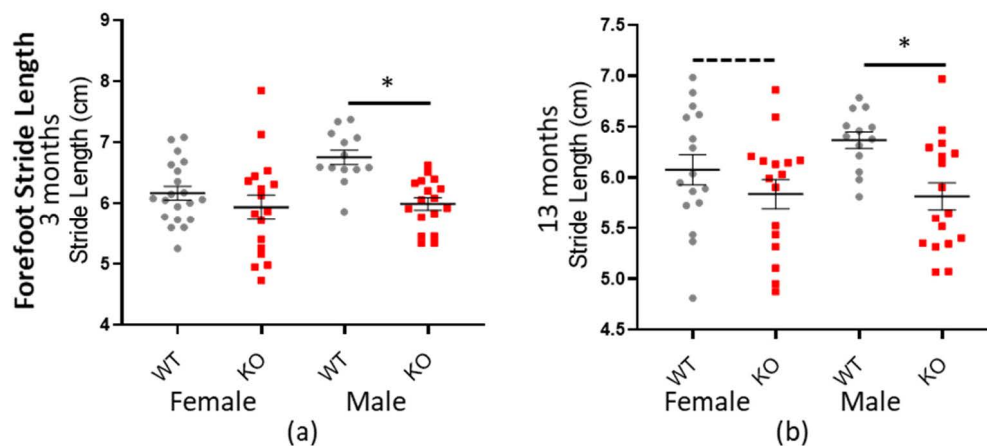 Forefoot Stride Length
3 months
Stride Length (cm)
9
8
7
6
5
4
*
WT
KO
WT
KO
Female
Male
(a)
13 months
Stride Length (cm)
7.5
7.0
6.5
6.0
5.5
5.0
4.5
*
WT
KO
WT
KO
Female
Male
(b)